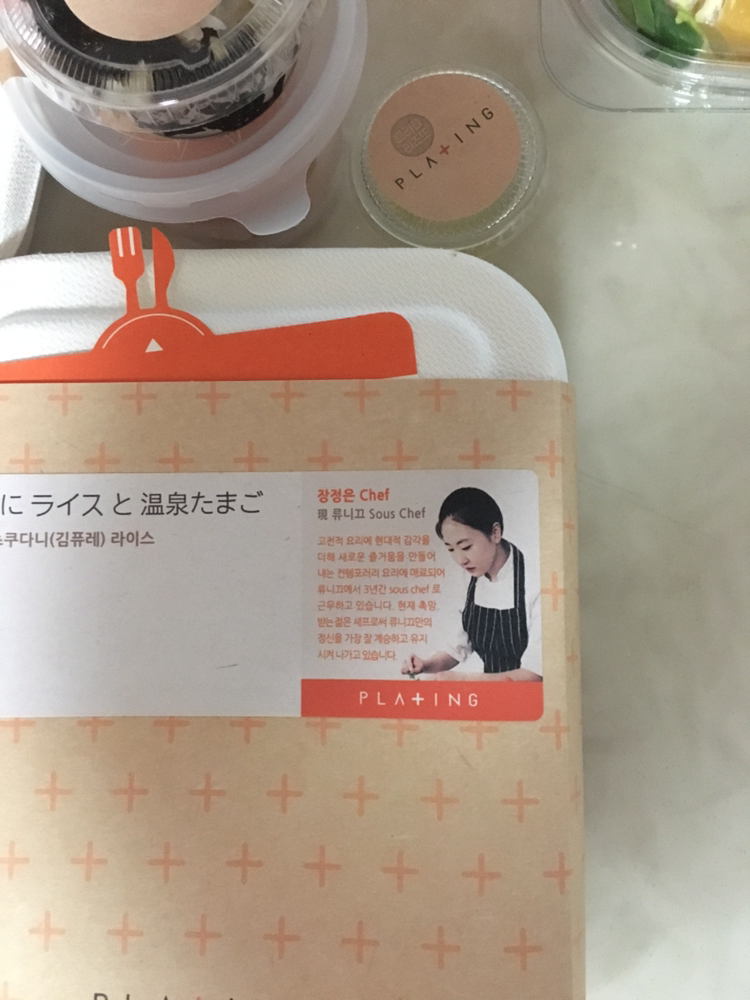 PLATING
に ライス と 温泉たまご
쿠다니(김퓨레) 라이스
장정은 Chef
現 류니끄 Sous Chef
고전적 요리에 현대적 감각을
더해 새로운 즐거움을 만들어
내는 컨템포러리 요리에 매료되어
류니끄에서 3년간 sous chef 로
근무하고 있습니다. 현재 촉망.
받는젊은 셰프로써 류니끄만의
정신을 가장 잘 계승하고 유지
시켜 나가고 있습니다.
PLATING